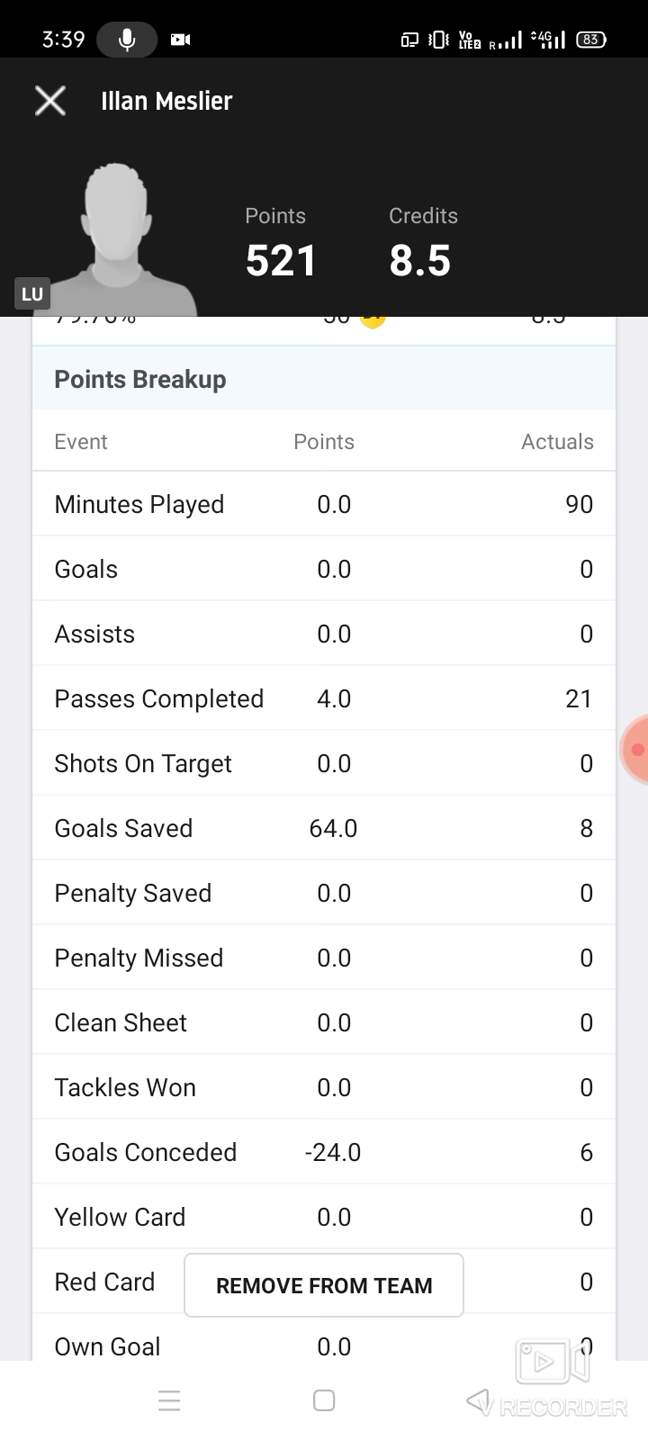 3:39
Vo
LTE2
R
4G
83
Illan Meslier
Points
Credits
521
8.5
LU
Points Breakup
Event Points Actuals
Minutes Played 0.0 90
Goals 0.0 0
Assists 0.0 0
Passes Completed 4.0 21
Shots On Target 0.0 0
Goals Saved 64.0 8
Penalty Saved 0.0 0
Penalty Missed 0.0 0
Clean Sheet 0.0 0
Tackles Won 0.0 0
Goals Conceded -24.0 6
Yellow Card 0.0 0
Red Card 0
REMOVE FROM TEAM
Own Goal 0.0 0
V RECORDER